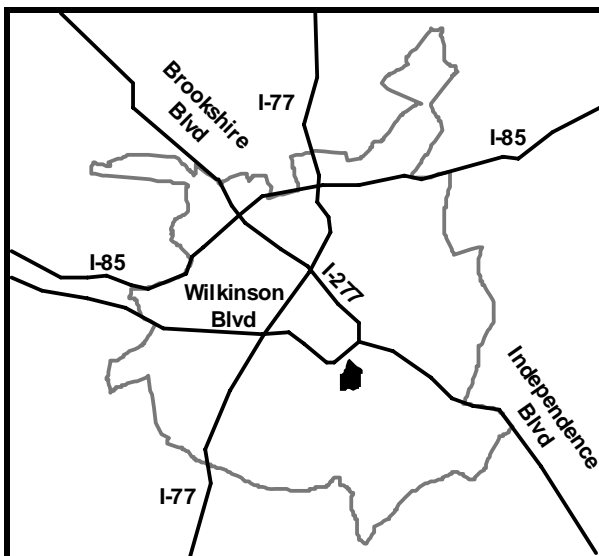 Brookshire
Blvd
I-77
I-85
I-85
I-277
Wilkinson
Blvd
Independence
Blvd
I-77